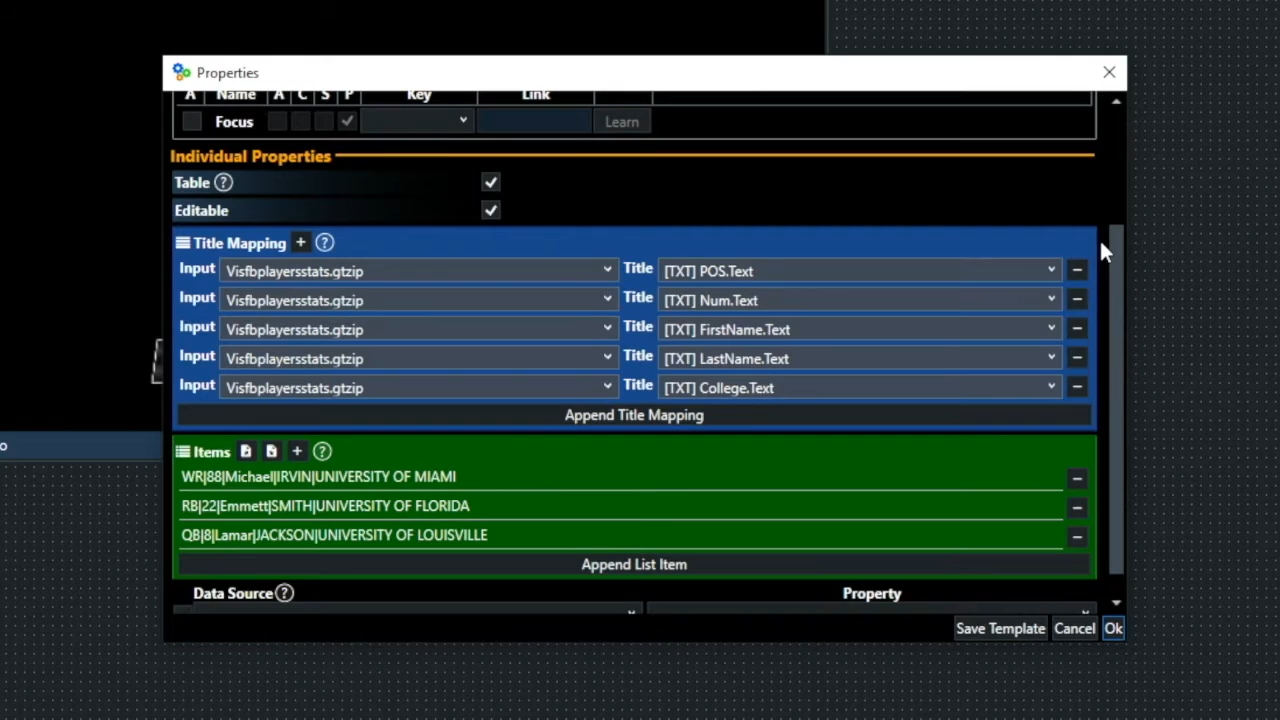 Properties
A Name A C S P Key Link
Focus Learn
Individual Properties
Table ?
Editable
Title Mapping + ?
Input Visfbplayersstats.gtzip Title [TXT] POS.Text
Input Visfbplayersstats.gtzip Title [TXT] Num.Text
Input Visfbplayersstats.gtzip Title [TXT] FirstName.Text
Input Visfbplayersstats.gtzip Title [TXT] LastName.Text
Input Visfbplayersstats.gtzip Title [TXT] College.Text
Append Title Mapping
Items + ?
WR|88|Michael|IRVIN|UNIVERSITY OF MIAMI
RB|22|Emmett|SMITH|UNIVERSITY OF FLORIDA
QB|8|Lamar|JACKSON|UNIVERSITY OF LOUISVILLE
Append List Item
Data Source ? Property
Save Template Cancel Ok